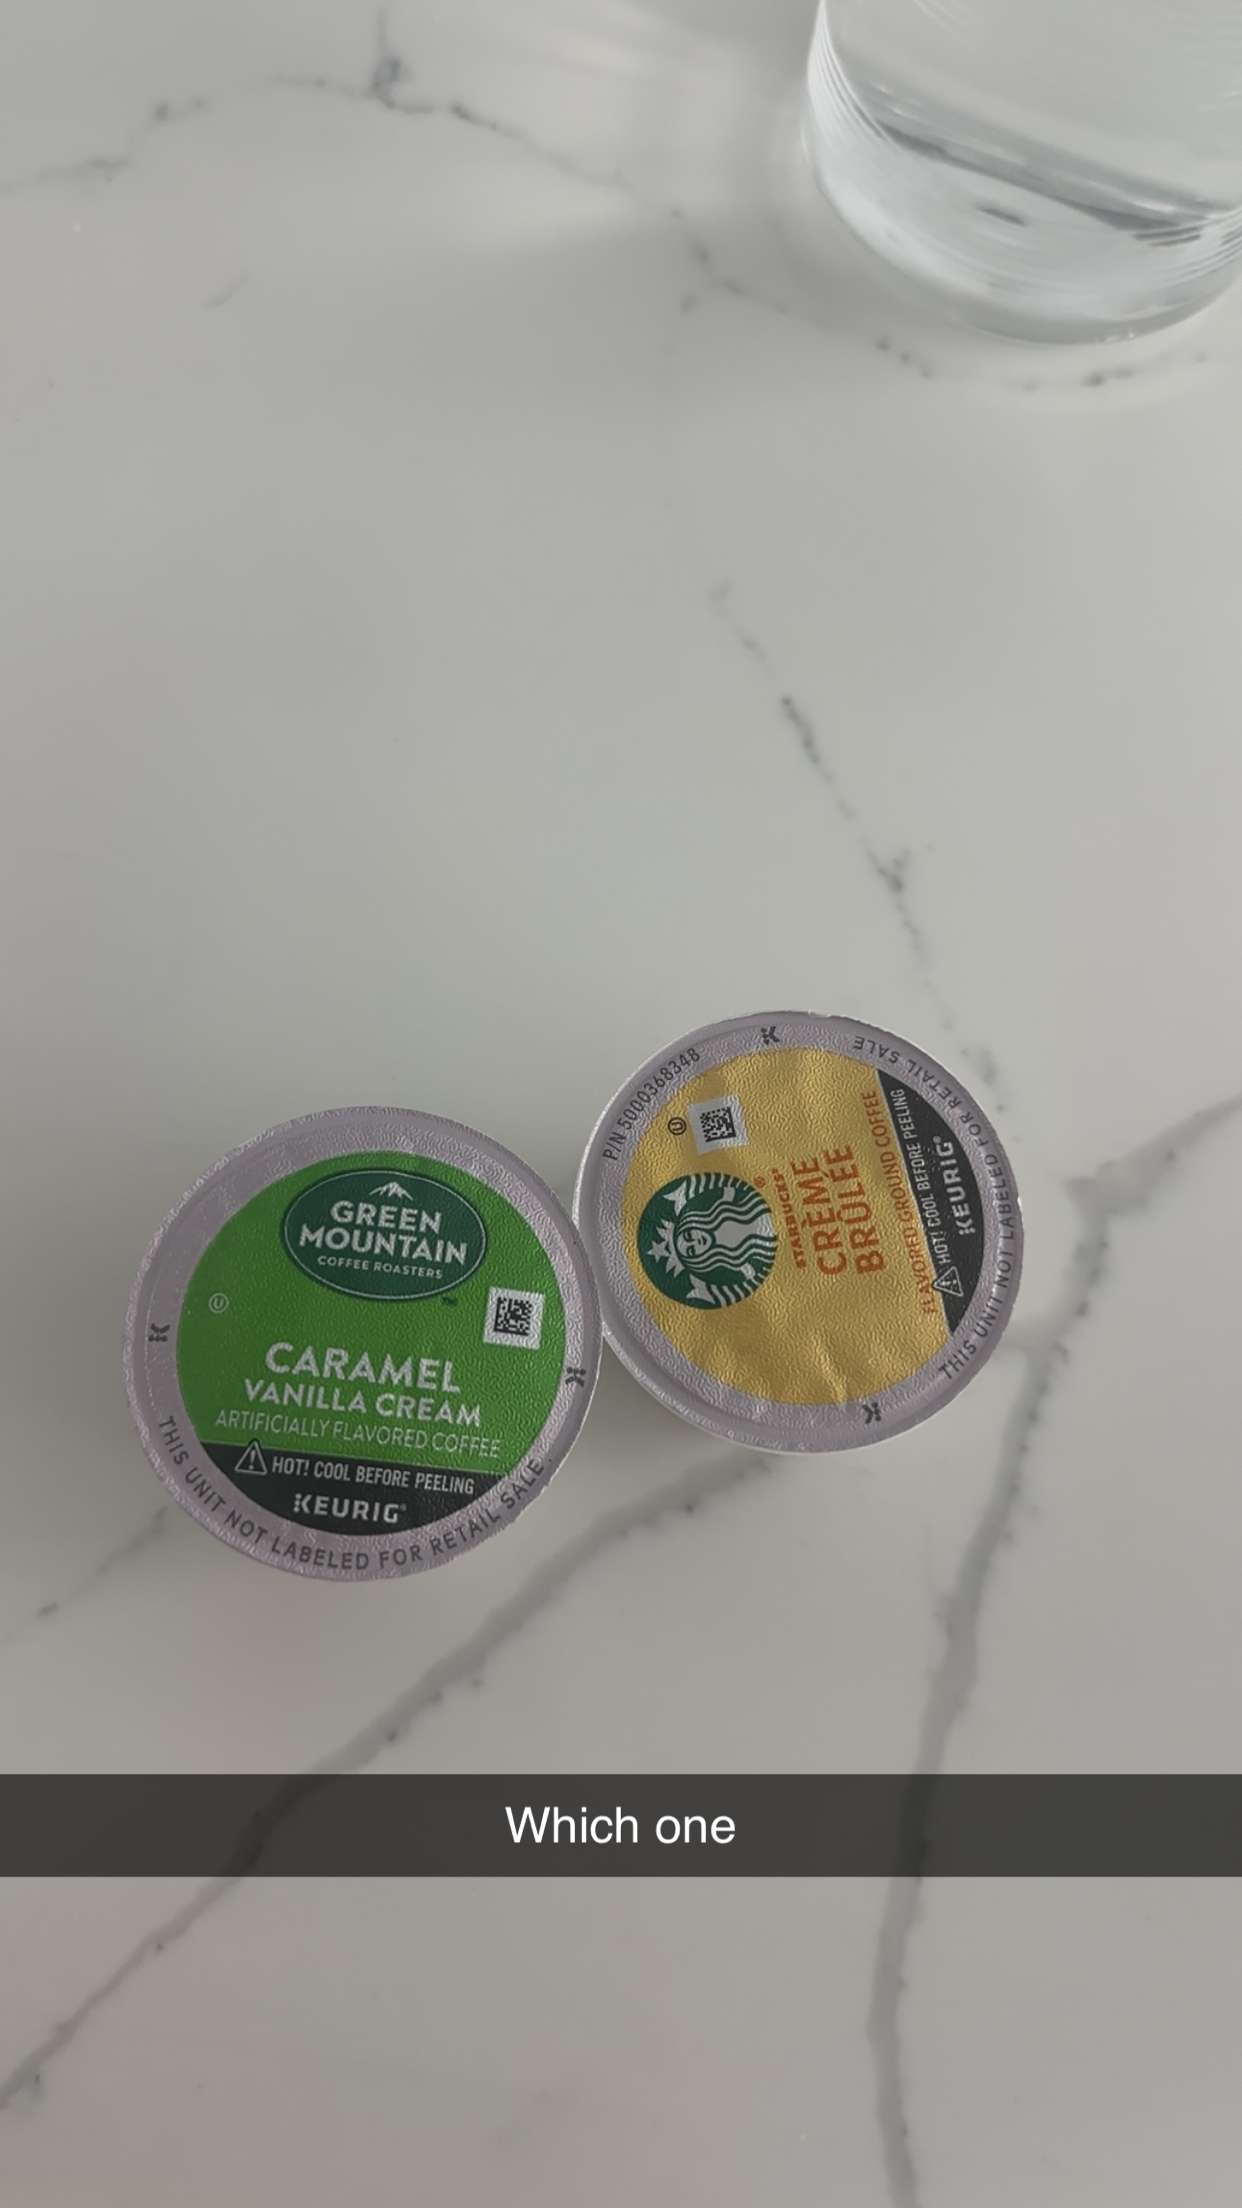 GREEN
MOUNTAIN
COFFEE ROASTERS
CARAMEL
VANILLA CREAM
ARTIFICIALLY FLAVORED COFFEE
HOT! COOL BEFORE PEELING
KEURIG®
THIS UNIT NOT LABELED FOR RETAIL SALE
P/N 5000368348
STARBUCKS®
CRÈME
BRÛLÉE
FLAVORED GROUND COFFEE
HOT! COOL BEFORE PEELING
KEURIG®
THIS UNIT NOT LABELED FOR RETAIL SALE
Which one